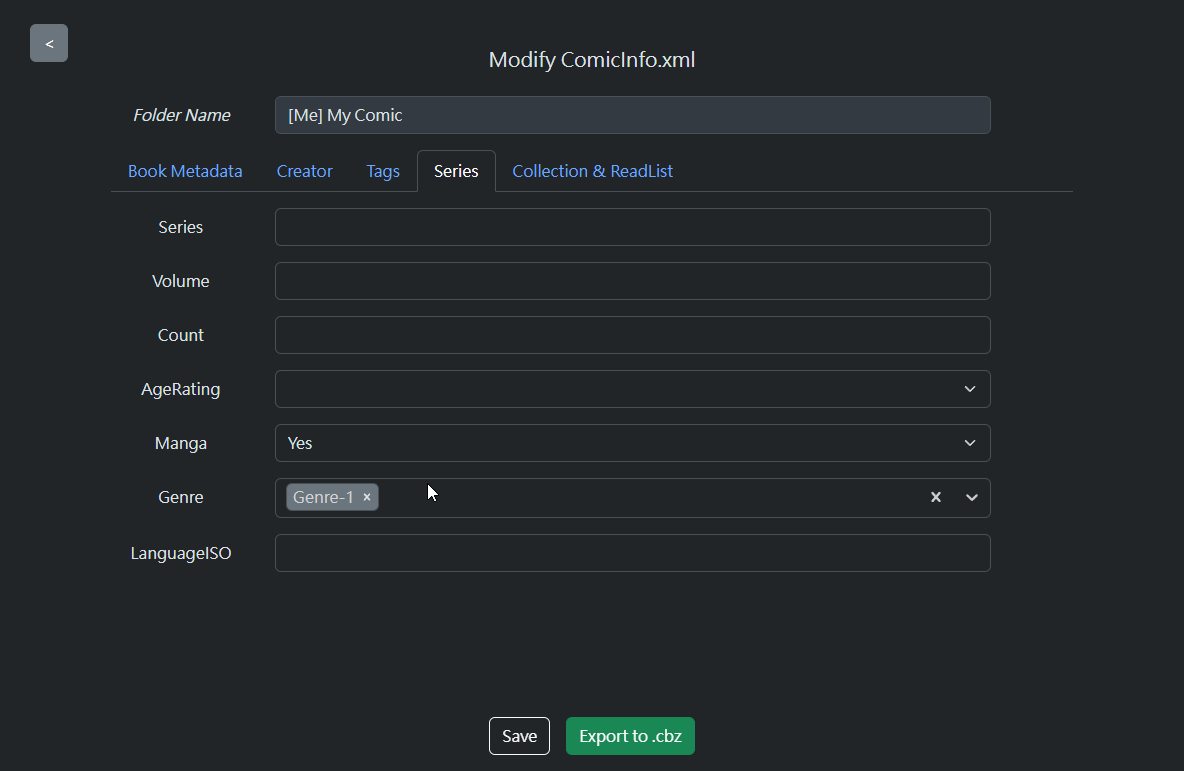 <
Modify ComicInfo.xml
Folder Name [Me] My Comic
Book Metadata Creator Tags Series Collection & ReadList
Series
Volume
Count
AgeRating
Manga Yes
Genre Genre-1 ×
LanguageISO
Save Export to .cbz